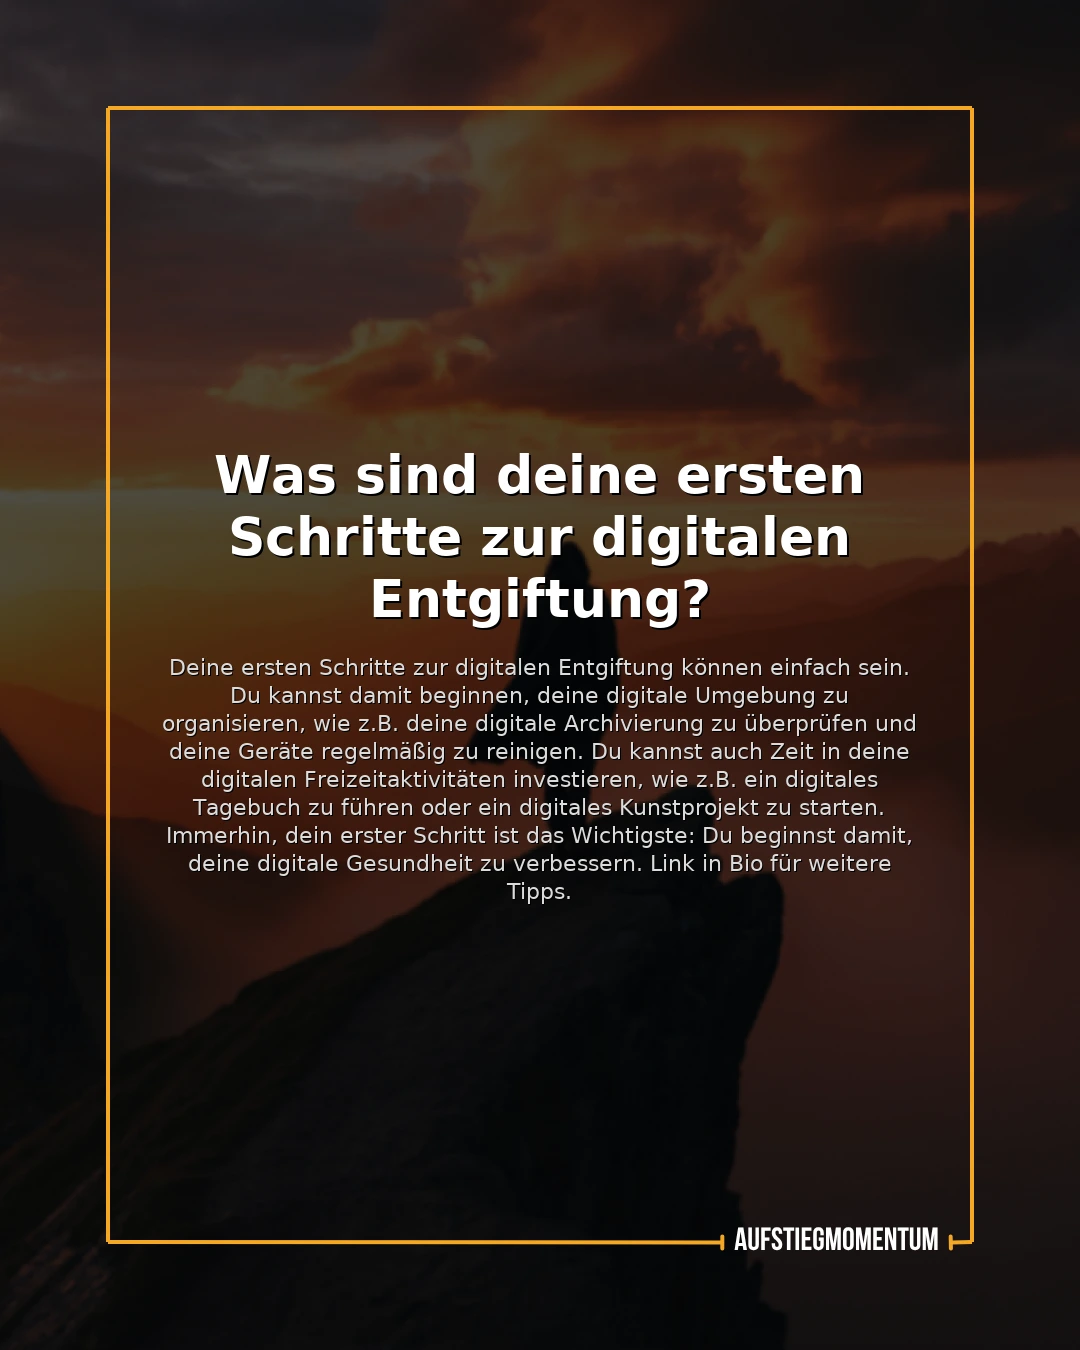 Was sind deine ersten
Schritte zur digitalen
Entgiftung?
Deine ersten Schritte zur digitalen Entgiftung können einfach sein.
Du kannst damit beginnen, deine digitale Umgebung zu
organisieren, wie z.B. deine digitale Archivierung zu überprüfen und
deine Geräte regelmäßig zu reinigen. Du kannst auch Zeit in deine
digitalen Freizeitaktivitäten investieren, wie z.B. ein digitales
Tagebuch zu führen oder ein digitales Kunstprojekt zu starten.
Immerhin, dein erster Schritt ist das Wichtigste: Du beginnst damit,
deine digitale Gesundheit zu verbessern. Link in Bio für weitere
Tipps.
AUFSTIEGMOMENTUM